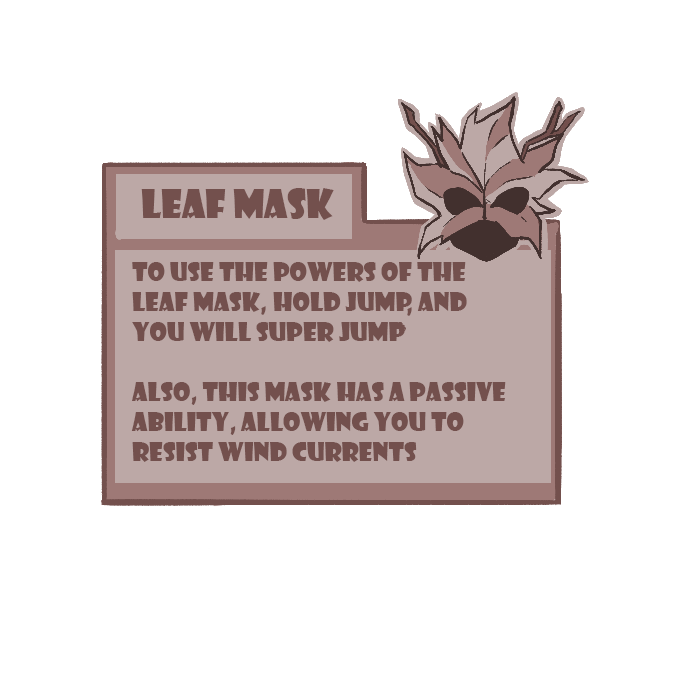 LEAF MASK
TO USE THE POWERS OF THE
LEAF MASK, HOLD JUMP, AND
YOU WILL SUPER JUMP
ALSO, THIS MASK HAS A PASSIVE
ABILITY, ALLOWING YOU TO
RESIST WIND CURRENTS